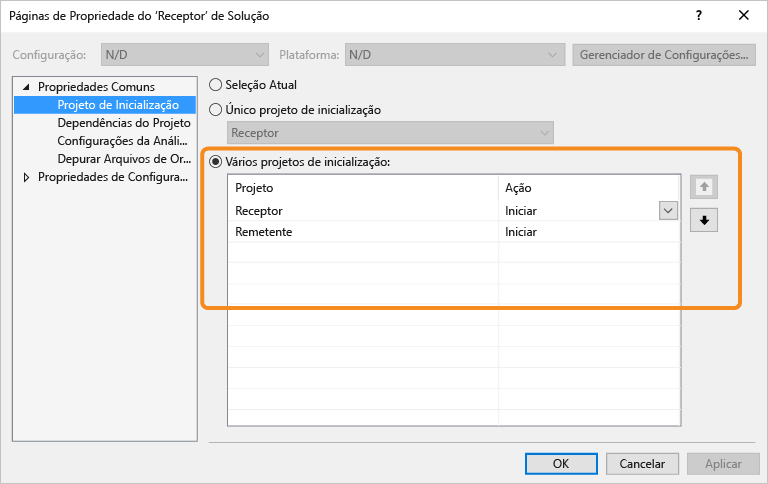 Páginas de Propriedade do ‘Receptor’ de Solução
?
Configuração: N/D Plataforma: N/D Gerenciador de Configurações...
Propriedades Comuns
Projeto de Inicialização
Dependências do Projeto
Configurações da Análi...
Depurar Arquivos de Or...
Propriedades de Configura...
Seleção Atual
Único projeto de inicialização
Receptor
Vários projetos de inicialização:
Projeto Ação
Receptor Iniciar
Remetente Iniciar
OK Cancelar Aplicar